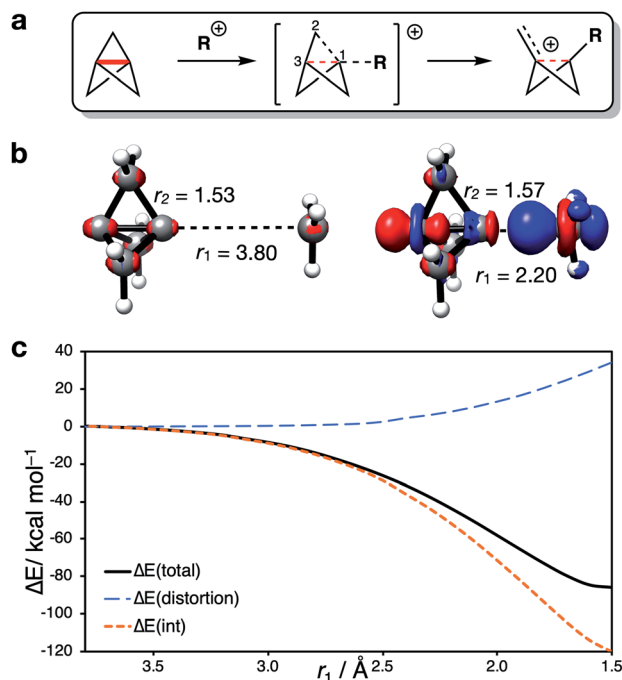 a
R⊕
2
3
1
R
⊕
⊕
R
b
r2 = 1.53
r1 = 3.80
r2 = 1.57
r1 = 2.20
c
ΔE/ kcal mol⁻¹
40
20
0
-20
-40
-60
-80
-100
-120
ΔE(total)
ΔE(distortion)
ΔE(int)
3.5
3.0
2.5
2.0
1.5
r1 / Å